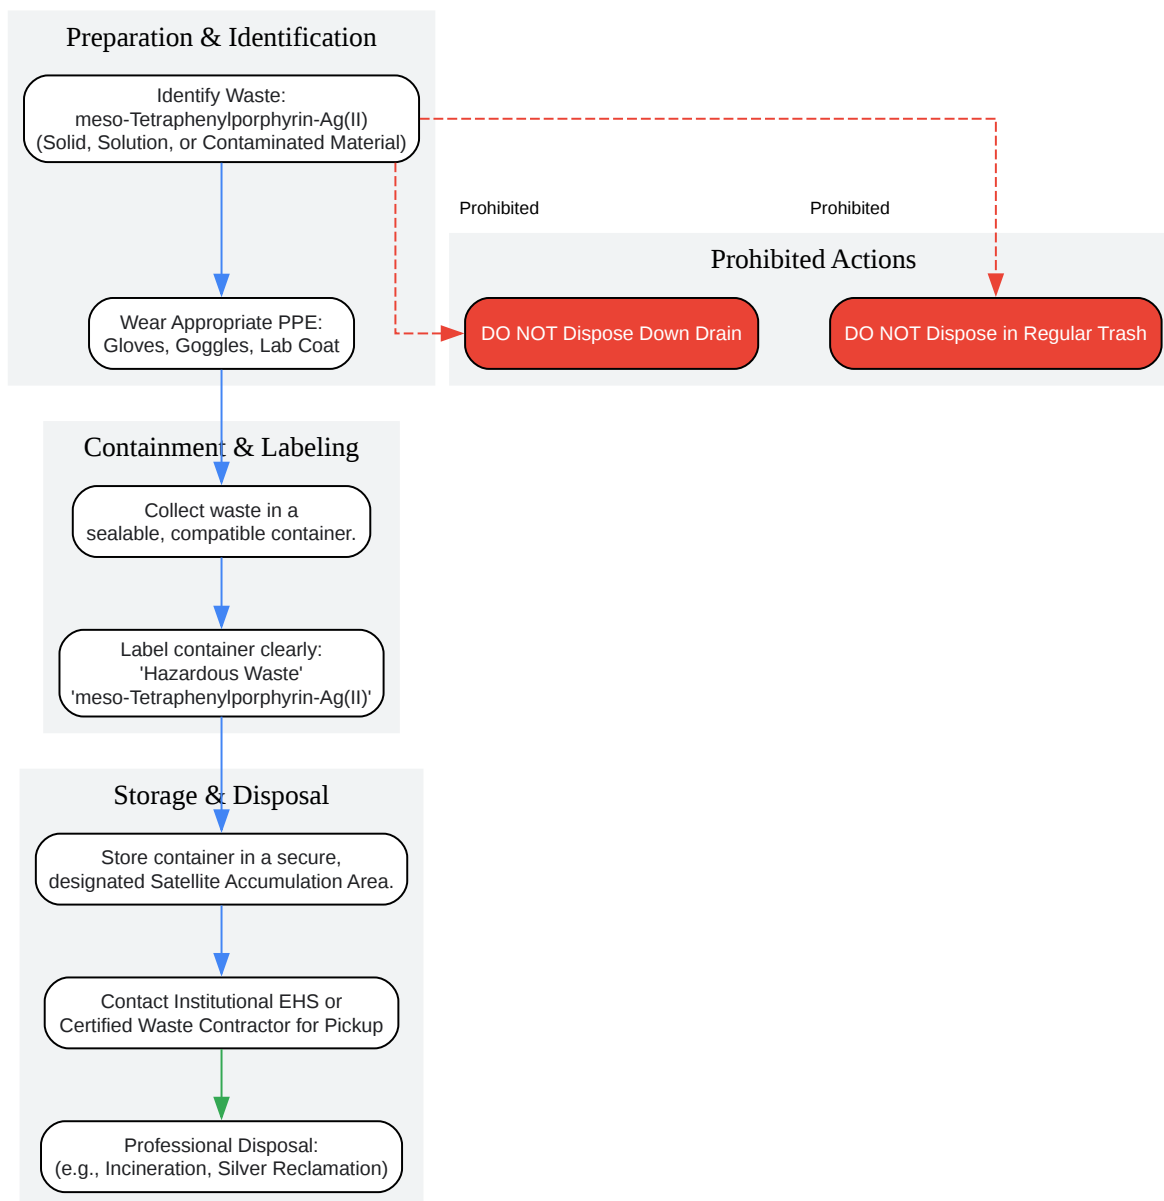 Preparation & Identification
Identify Waste:
meso-Tetraphenylporphyrin-Ag(II)
(Solid, Solution, or Contaminated Material)
Prohibited
Prohibited
Prohibited Actions
Wear Appropriate PPE:
Gloves, Goggles, Lab Coat
DO NOT Dispose Down Drain
DO NOT Dispose in Regular Trash
Containment & Labeling
Collect waste in a
sealable, compatible container.
Label container clearly:
'Hazardous Waste'
'meso-Tetraphenylporphyrin-Ag(II)'
Storage & Disposal
Store container in a secure,
designated Satellite Accumulation Area.
Contact Institutional EHS or
Certified Waste Contractor for Pickup
Professional Disposal:
(e.g., Incineration, Silver Reclamation)